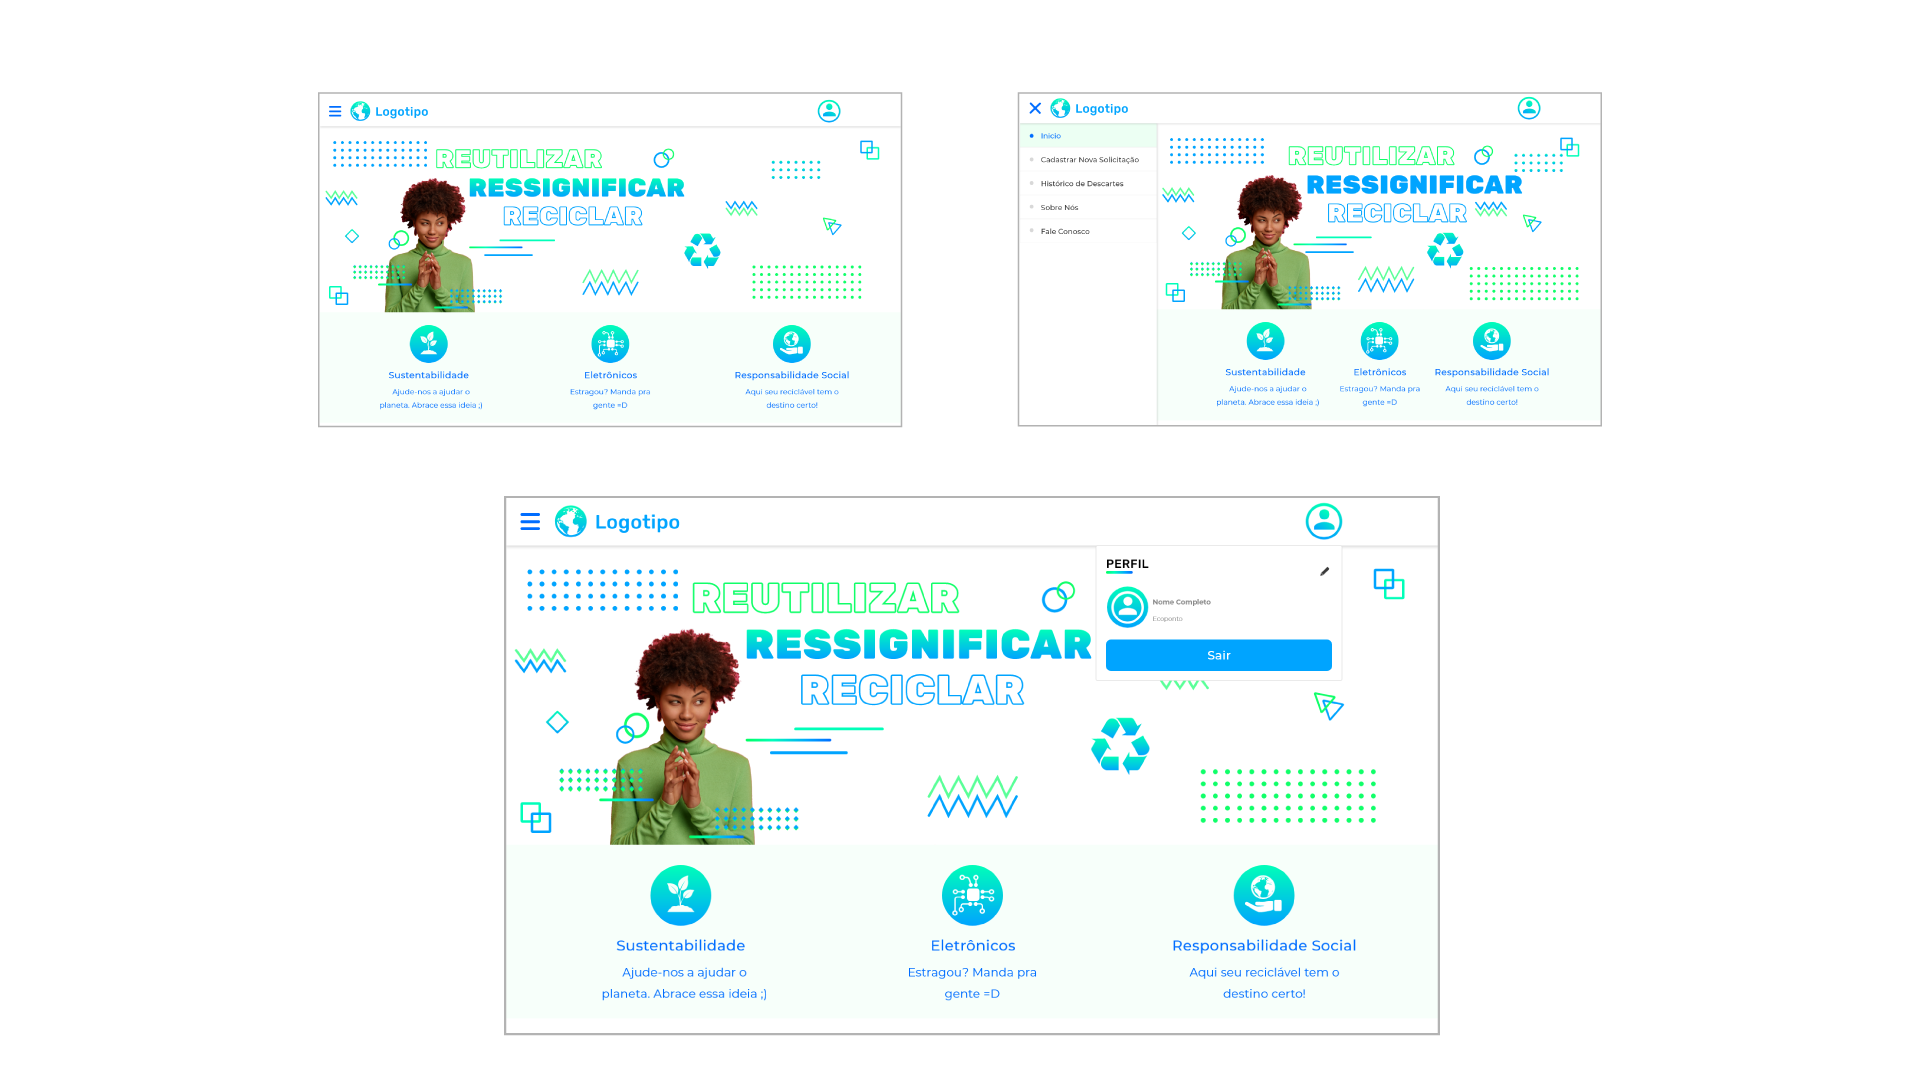 Logotipo
REUTILIZAR
RESSIGNIFICAR
RECICLAR
Sustentabilidade
Ajude-nos a ajudar o
planeta. Abrace essa ideia ;)
Eletrônicos
Estragou? Manda pra
gente =D
Responsabilidade Social
Aqui seu reciclável tem o
destino certo!
Logotipo
Inicio
Cadastrar Nova Solicitação
Histórico de Descartes
Sobre Nós
Fale Conosco
REUTILIZAR
RESSIGNIFICAR
RECICLAR
Sustentabilidade
Ajude-nos a ajudar o
planeta. Abrace essa ideia ;)
Eletrônicos
Estragou? Manda pra
gente =D
Responsabilidade Social
Aqui seu reciclável tem o
destino certo!
Logotipo
PERFIL
Nome Completo
Ecoponto
Sair
REUTILIZAR
RESSIGNIFICAR
RECICLAR
Sustentabilidade
Ajude-nos a ajudar o
planeta. Abrace essa ideia ;)
Eletrônicos
Estragou? Manda pra
gente =D
Responsabilidade Social
Aqui seu reciclável tem o
destino certo!